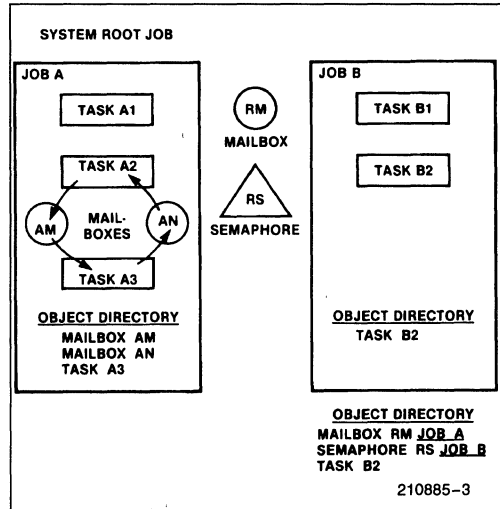 SYSTEM ROOT JOB
JOB A
TASK A1
TASK A2
AM
MAIL-
BOXES
AN
TASK A3
OBJECT DIRECTORY
MAILBOX AM
MAILBOX AN
TASK A3
RM
MAILBOX
RS
SEMAPHORE
JOB B
TASK B1
TASK B2
OBJECT DIRECTORY
TASK B2
OBJECT DIRECTORY
MAILBOX RM JOB A
SEMAPHORE RS JOB B
TASK B2
210885-3